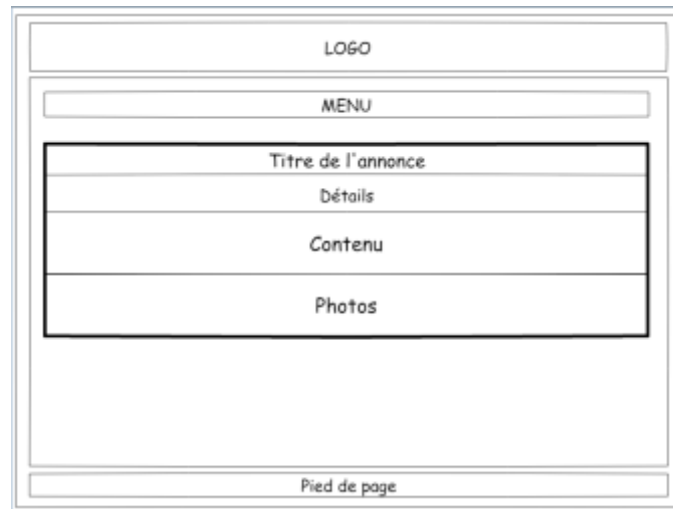 LOGO
MENU
Titre de l'annonce
Détails
Contenu
Photos
Pied de page